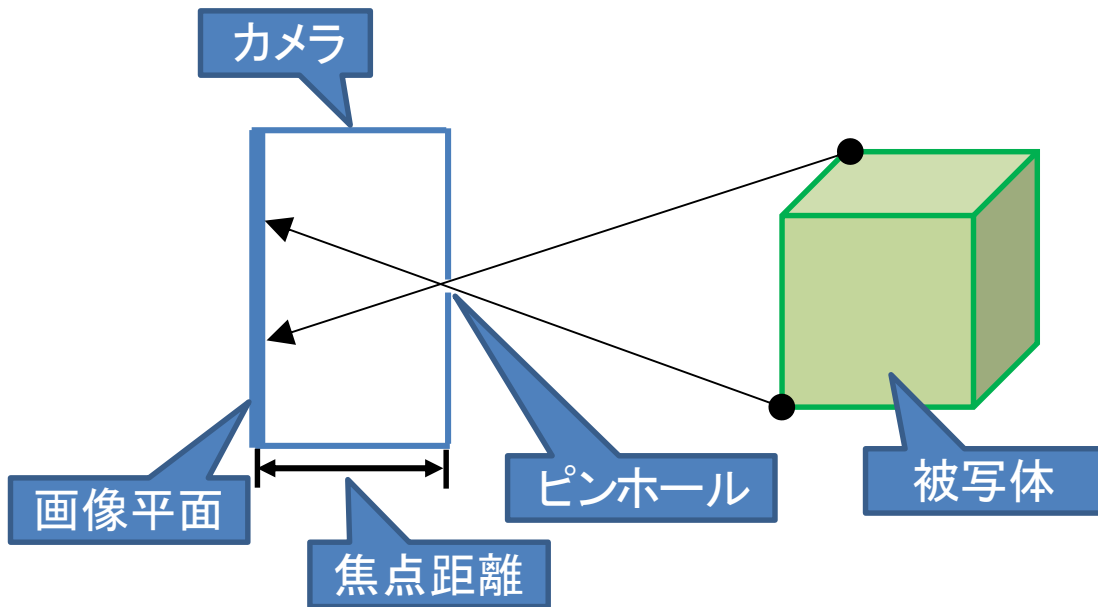 カメラ
画像平面
焦点距離
ピンホール
被写体